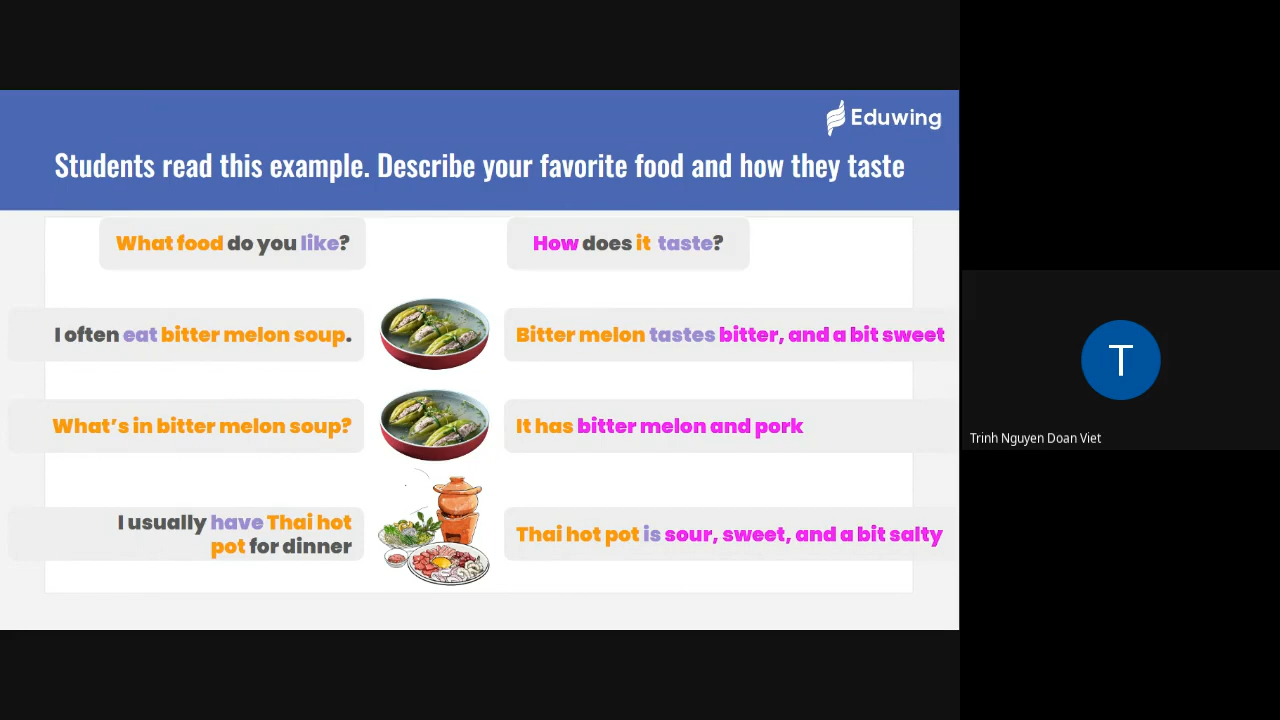 Eduwing
Students read this example. Describe your favorite food and how they taste
What food do you like?
How does it taste?
I often eat bitter melon soup.
Bitter melon tastes bitter, and a bit sweet
What's in bitter melon soup?
It has bitter melon and pork
I usually have Thai hot
pot for dinner
Thai hot pot is sour, sweet, and a bit salty
T
Trinh Nguyen Doan Viet